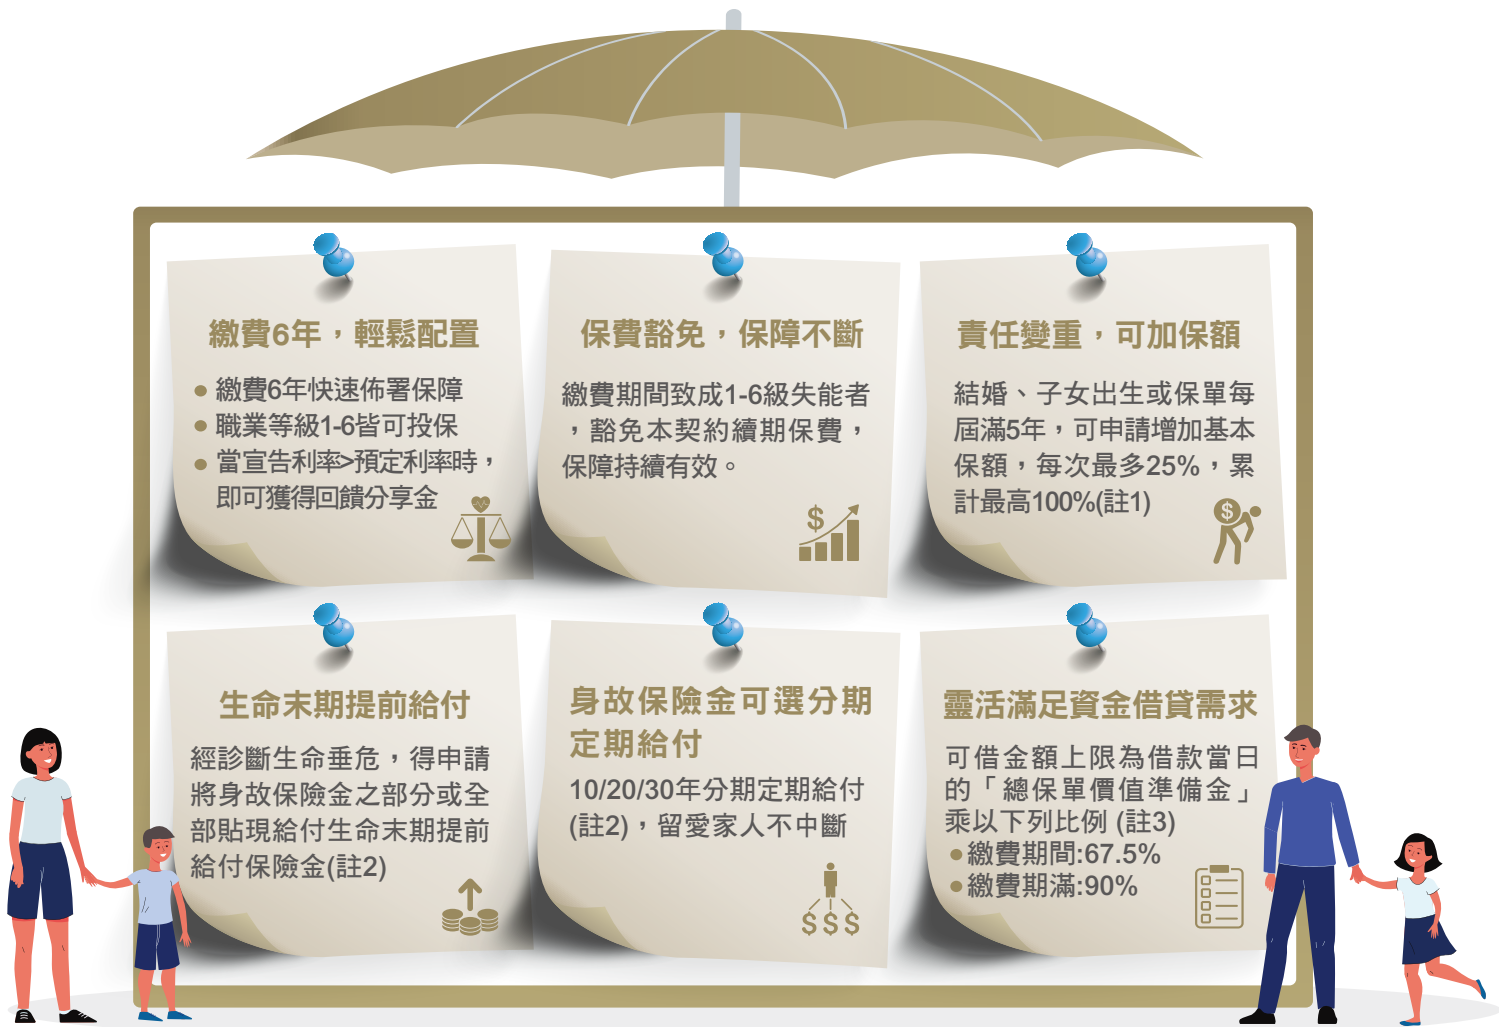 繳費6年，輕鬆配置
繳費6年快速佈署保障
職業等級1-6皆可投保
當宣告利率>預定利率時，
即可獲得回饋分享金
保費豁免，保障不斷
繳費期間致成1-6級失能者
，豁免本契約續期保費，
保障持續有效。
責任變重，可加保額
結婚、子女出生或保單每
屆滿5年，可申請增加基本
保額，每次最多25%，累
計最高100%(註1)
生命末期提前給付
經診斷生命垂危，得申請
將身故保險金之部分或全
部貼現給付生命末期提前
給付保險金(註2)
身故保險金可選分期
定期給付
10/20/30年分期定期給付
(註2)，留愛家人不中斷
靈活滿足資金借貸需求
可借金額上限為借款當日
的「總保單價值準備金」
乘以下列比例 (註3)
繳費期間:67.5%
繳費期滿:90%